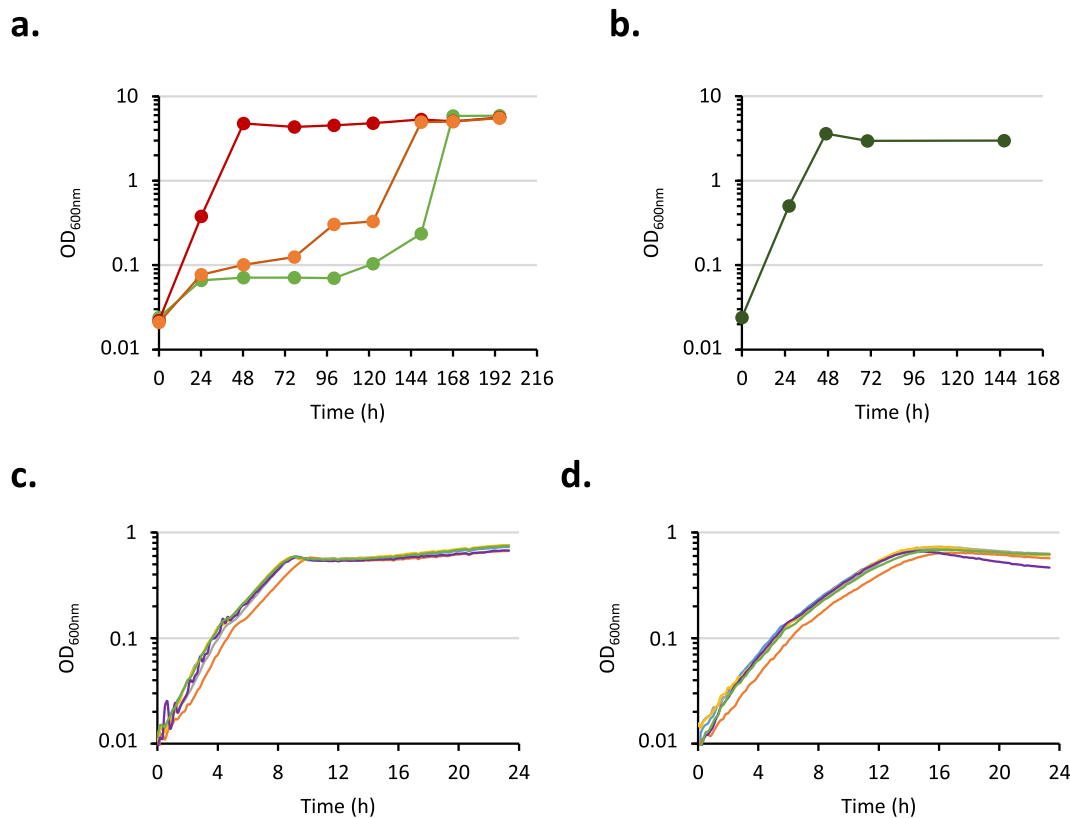 a.
b.
10
1
0.1
0.01
OD600nm
0 24 48 72 96 120 144 168 192 216
Time (h)
10
1
0.1
0.01
OD600nm
0 24 48 72 96 120 144 168
Time (h)
c.
d.
1
0.1
0.01
OD600nm
0 4 8 12 16 20 24
Time (h)
1
0.1
0.01
OD600nm
0 4 8 12 16 20 24
Time (h)